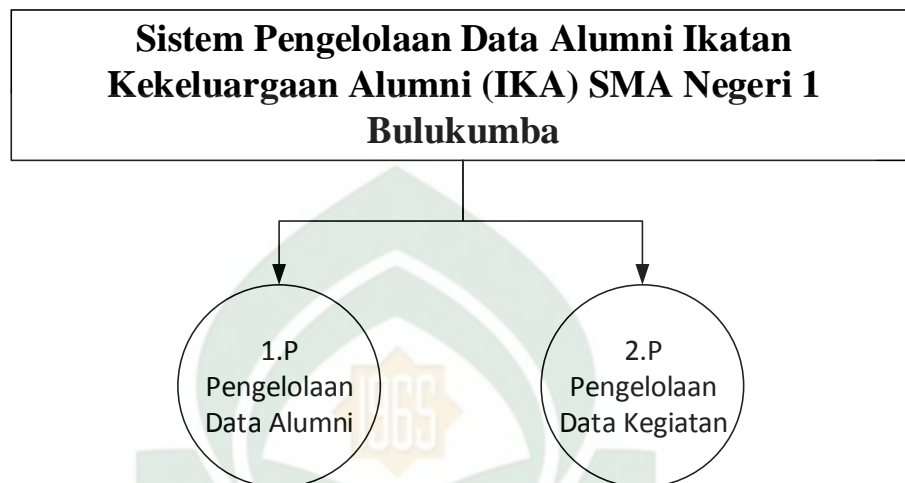 Sistem Pengelolaan Data Alumni Ikatan
Kekeluargaan Alumni (IKA) SMA Negeri 1
Bulukumba
1.P
Pengelolaan
Data Alumni
2.P
Pengelolaan
Data Kegiatan
1965